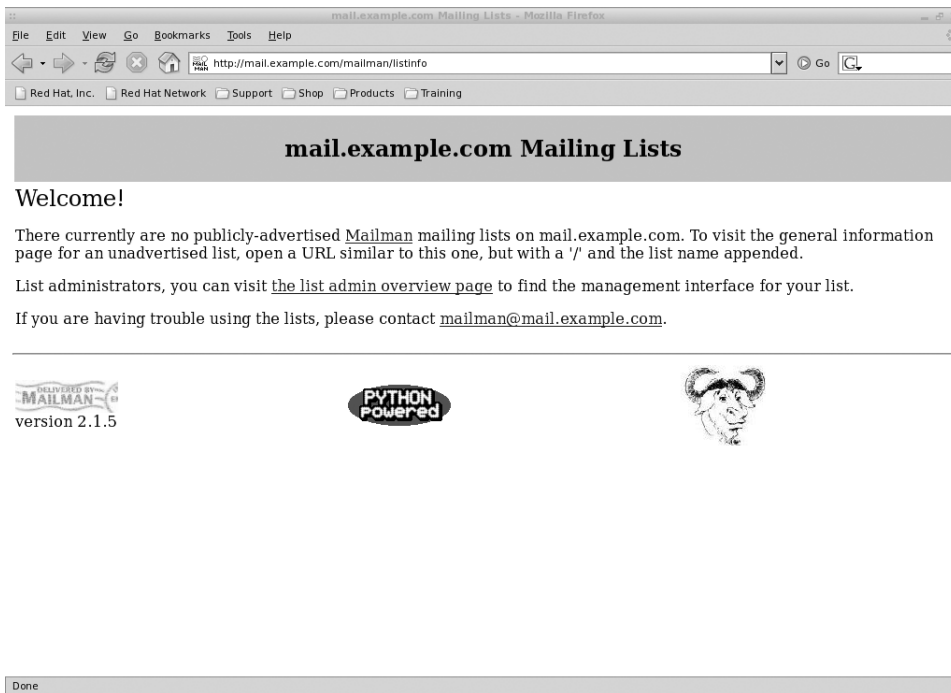 mail.example.com Mailing Lists - Mozilla Firefox
File Edit View Go Bookmarks Tools Help
http://mail.example.com/mailman/listinfo Go G
Red Hat, Inc. Red Hat Network Support Shop Products Training
mail.example.com Mailing Lists
Welcome!
There currently are no publicly-advertised Mailman mailing lists on mail.example.com. To visit the general information
page for an unadvertised list, open a URL similar to this one, but with a '/' and the list name appended.
List administrators, you can visit the list admin overview page to find the management interface for your list.
If you are having trouble using the lists, please contact mailman@mail.example.com.
DELIVERED BY
MAILMAN
version 2.1.5
PYTHON
Powered
Done